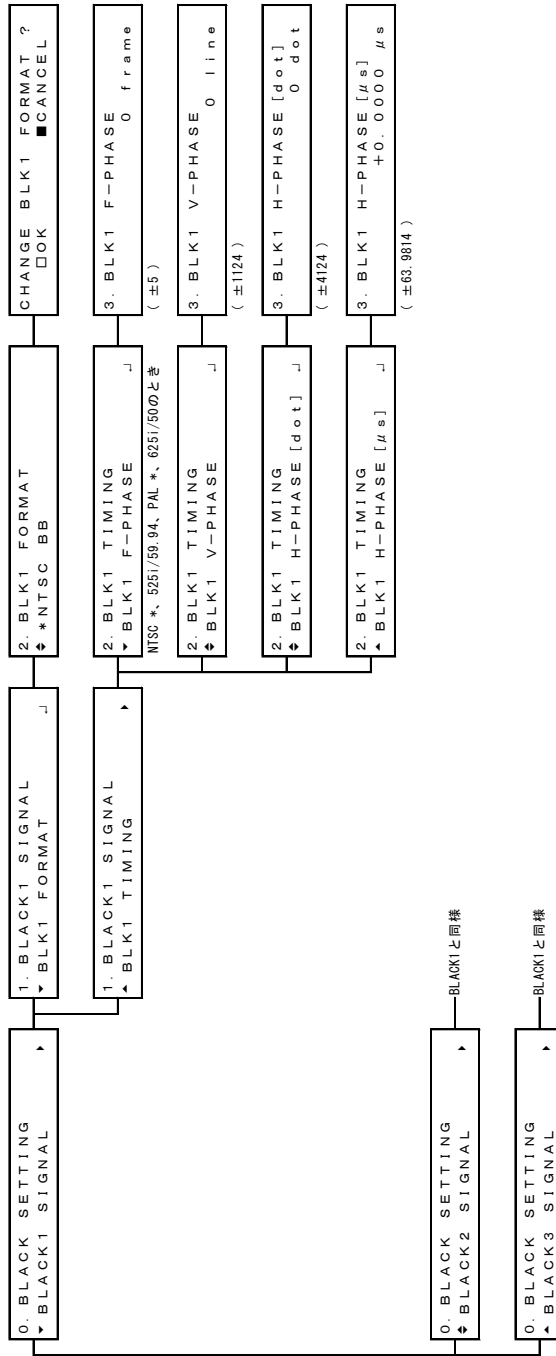 0. BLACK SETTING
▼ BLACK1 SIGNAL ▶
1. BLACK1 SIGNAL
▼ BLK1 FORMAT ↵
2. BLK1 FORMAT
◆ *NTSC BB
CHANGE BLK1 FORMAT ?
□OK ■CANCEL
1. BLACK1 SIGNAL
▲ BLK1 TIMING ▶
2. BLK1 TIMING
▼ BLK1 F-PHASE ↵
NTSC *、525i/59.94、PAL *、625i/50のとき
3. BLK1 F-PHASE
0 frame
( ±5 )
2. BLK1 TIMING
◆ BLK1 V-PHASE ↵
3. BLK1 V-PHASE
0 line
( ±1124 )
2. BLK1 TIMING
◆ BLK1 H-PHASE [dot] ↵
3. BLK1 H-PHASE [dot]
0 dot
( ±4124 )
2. BLK1 TIMING
▲ BLK1 H-PHASE [μs] ↵
3. BLK1 H-PHASE [μs]
+0.0000 μs
( ±63.9814 )
0. BLACK SETTING
◆ BLACK2 SIGNAL ▶
BLACK1と同様
0. BLACK SETTING
▲ BLACK3 SIGNAL ▶
BLACK1と同様